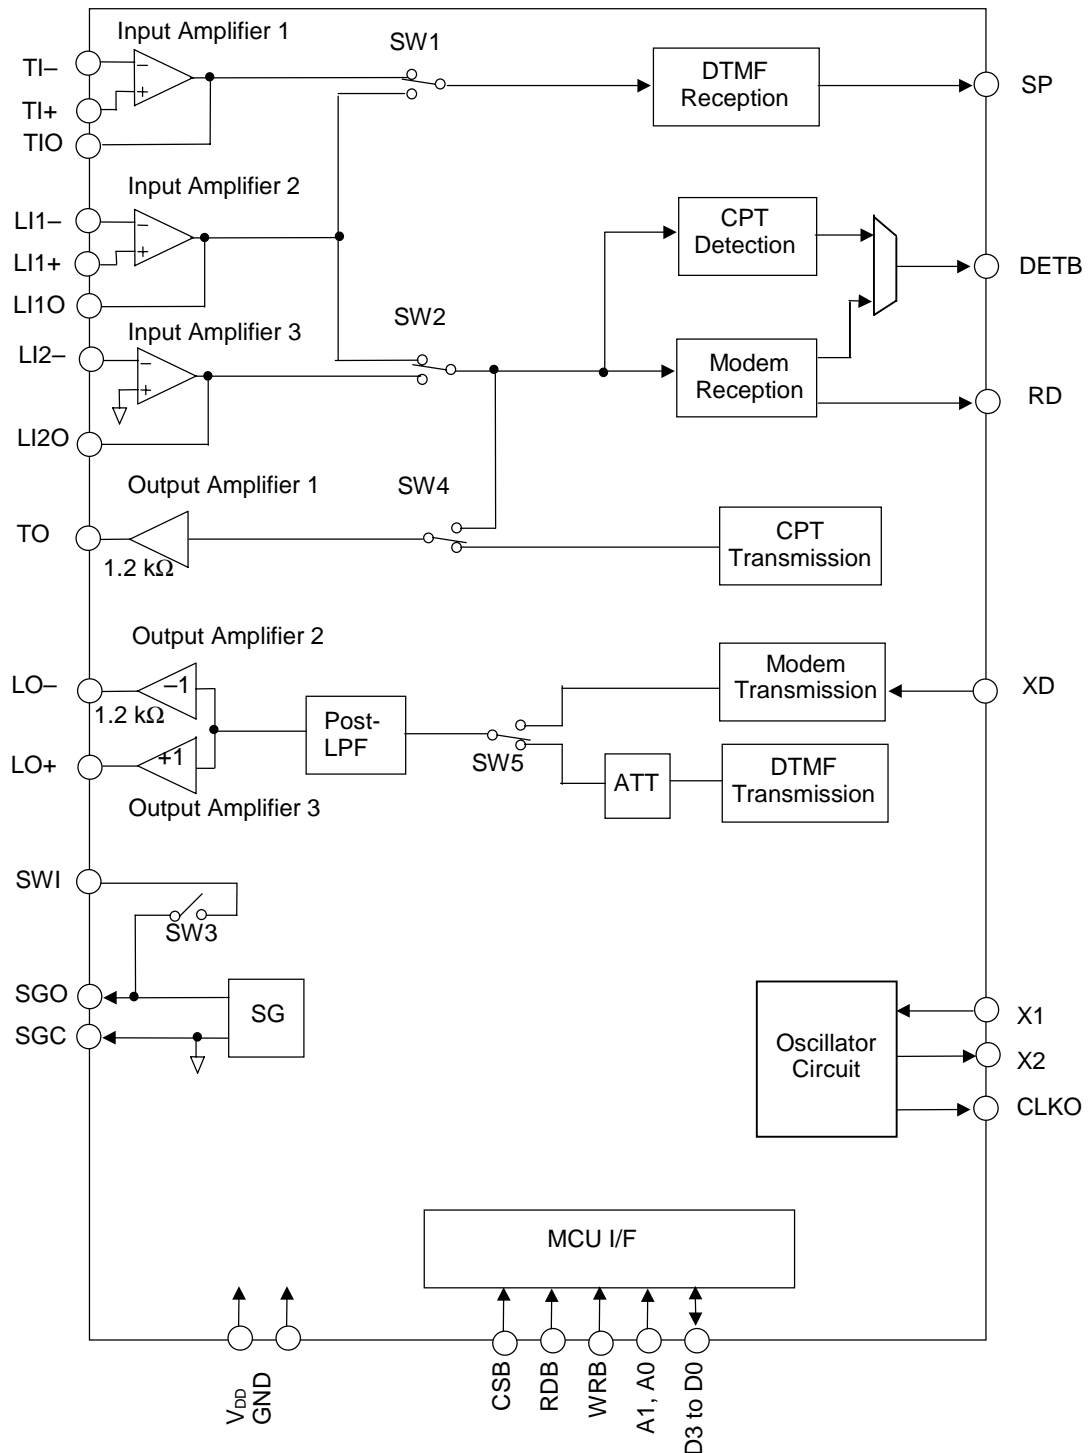 Input Amplifier 1
SW1
TI–
–
DTMF
Reception
SP
TI+
+
TIO
Input Amplifier 2
LI1–
–
CPT
Detection
LI1+
+
DETB
LI1O
SW2
Input Amplifier 3
LI2–
–
Modem
Reception
+
RD
LI2O
Output Amplifier 1
SW4
TO
CPT
Transmission
1.2 kΩ
Output Amplifier 2
Modem
Transmission
LO–
–1
XD
1.2 kΩ
Post-
LPF
LO+
+1
SW5
ATT
DTMF
Transmission
Output Amplifier 3
SWI
SW3
SGO
SG
SGC
X1
Oscillator
Circuit
X2
CLKO
MCU I/F
VDD
GND
CSB
RDB
WRB
A1, A0
D3 to D0